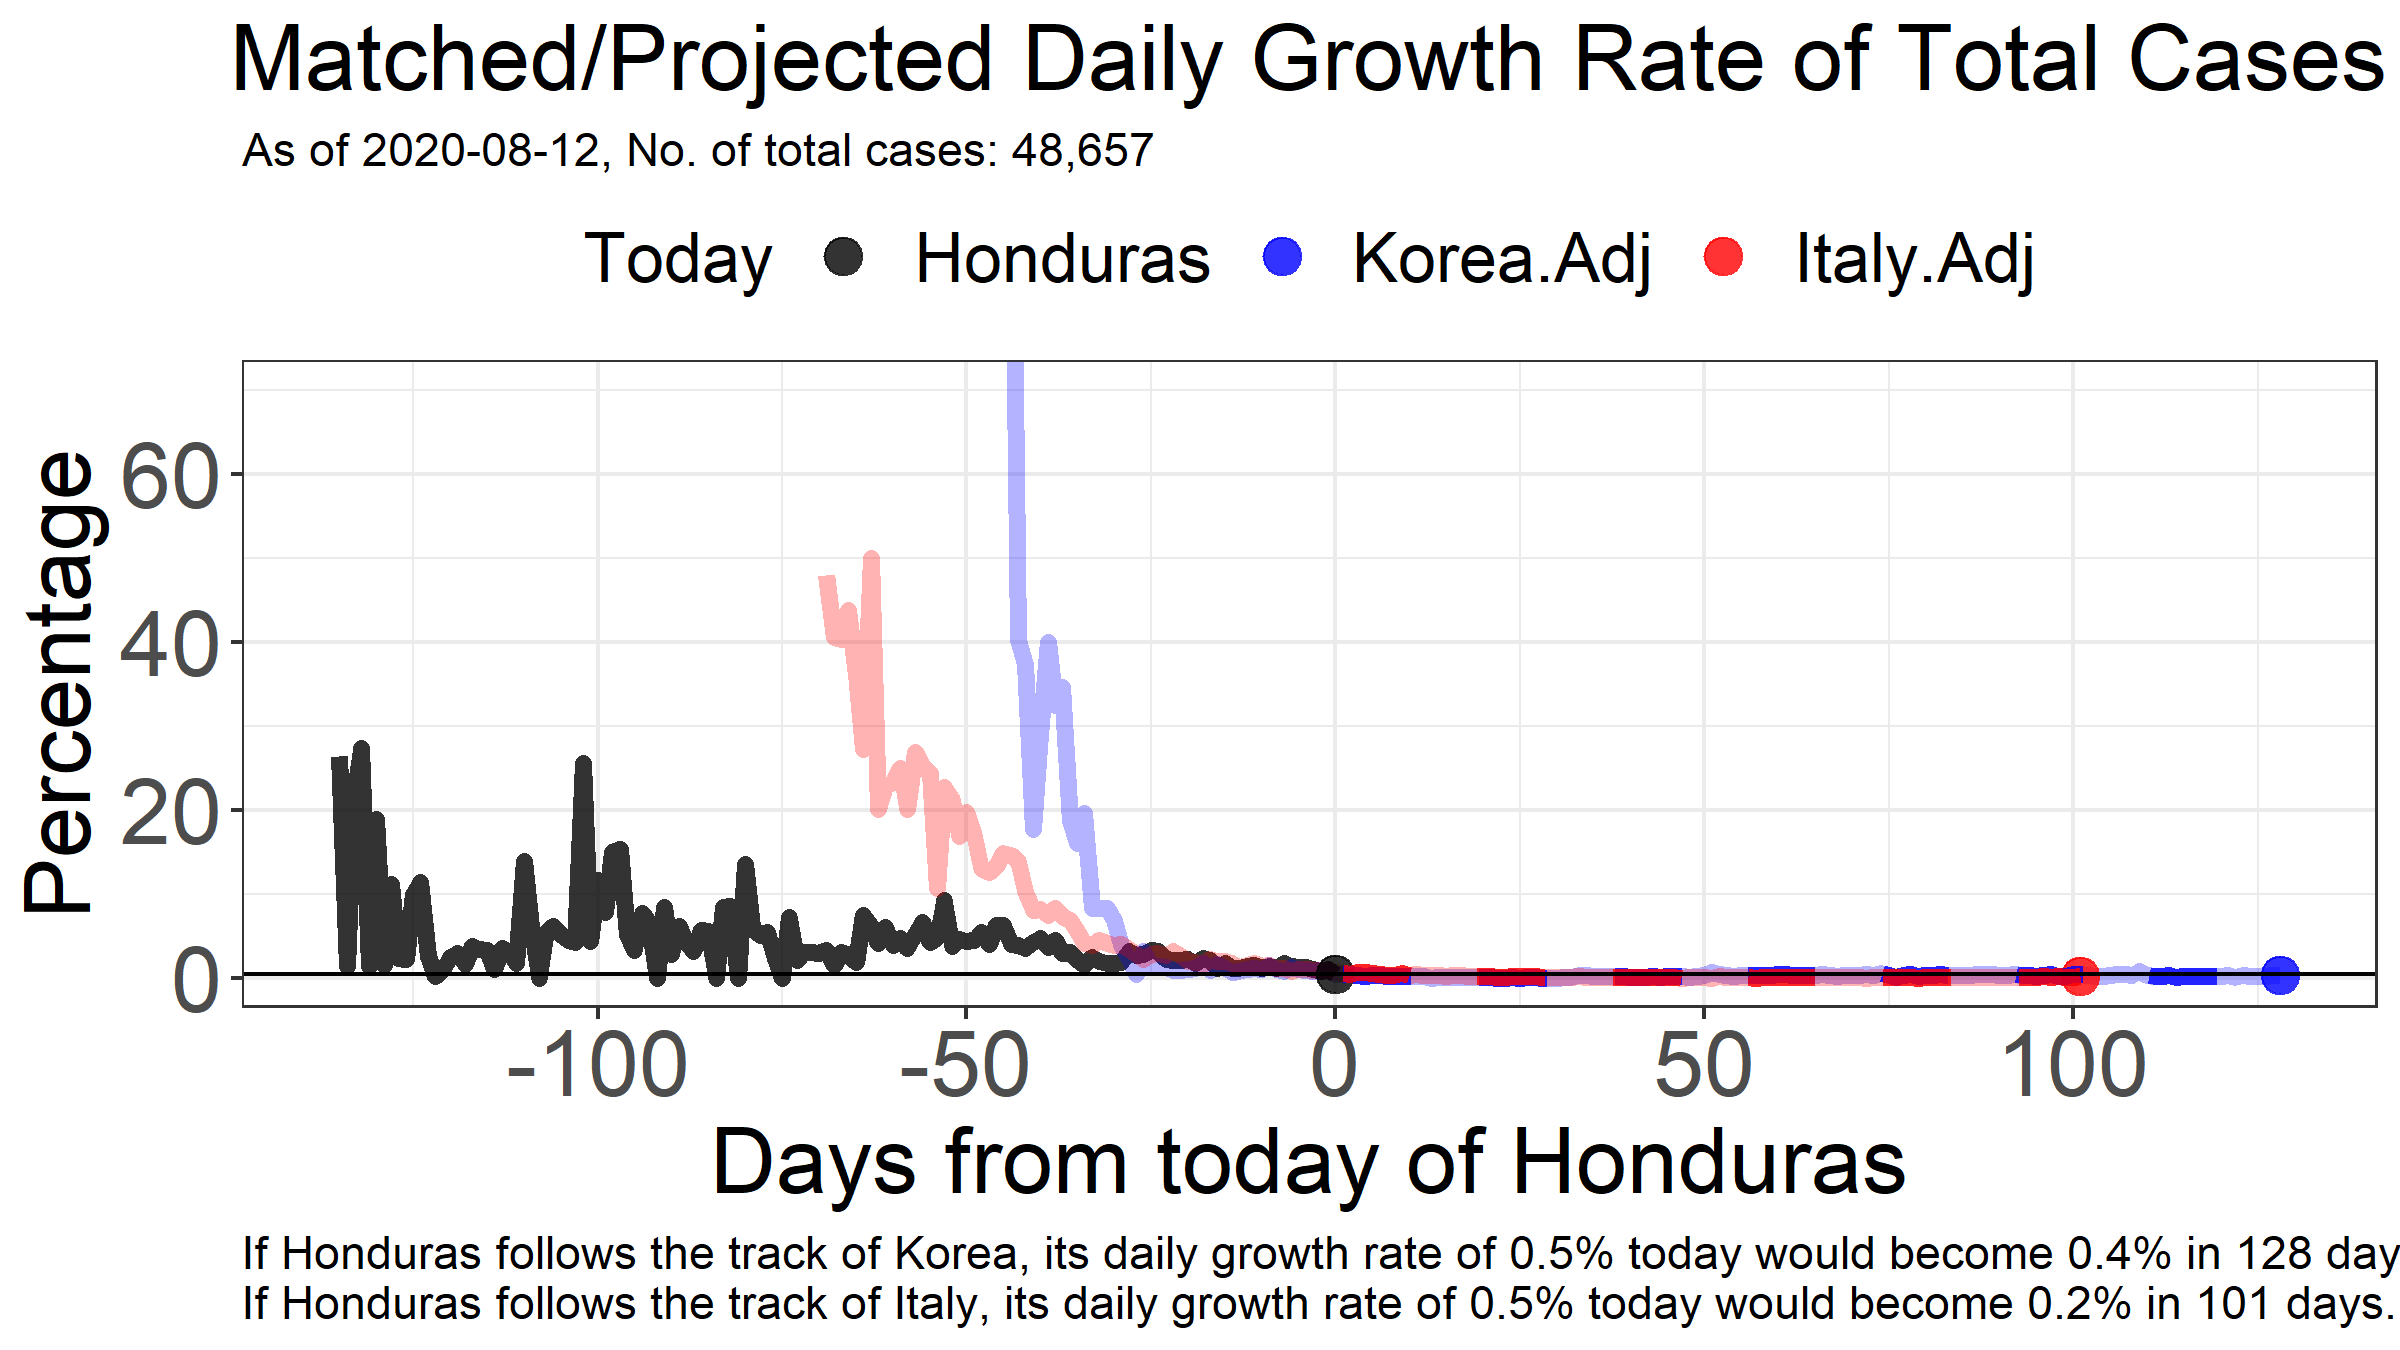 Matched/Projected Daily Growth Rate of Total Cases
As of 2020-08-12, No. of total cases: 48,657
Today Honduras Korea.Adj Italy.Adj
Percentage
60
40
20
0
-100 -50 0 50 100
Days from today of Honduras
If Honduras follows the track of Korea, its daily growth rate of 0.5% today would become 0.4% in 128 day
If Honduras follows the track of Italy, its daily growth rate of 0.5% today would become 0.2% in 101 days.